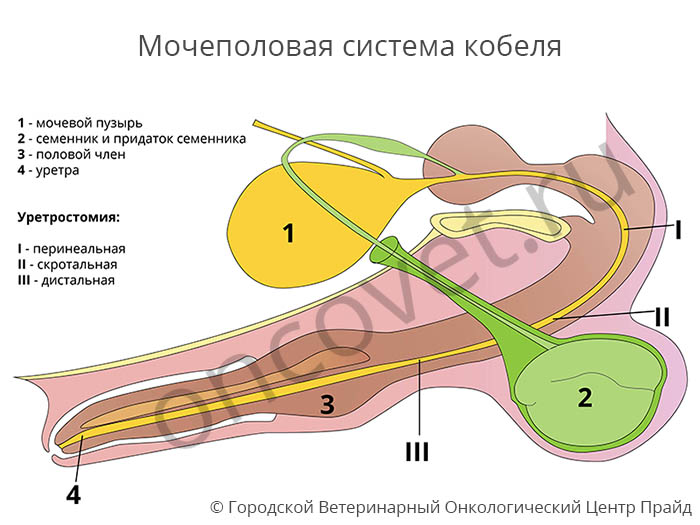 Мочеполовая система кобеля
1 - мочевой пузырь
2 - семенник и придаток семенника
3 - половой член
4 - уретра
Уретростомия:
I - перинеальная
II - скротальная
III - дистальная
1
I
II
2
3
III
4
oncovet.ru
© Городской Ветеринарный Онкологический Центр Прайд